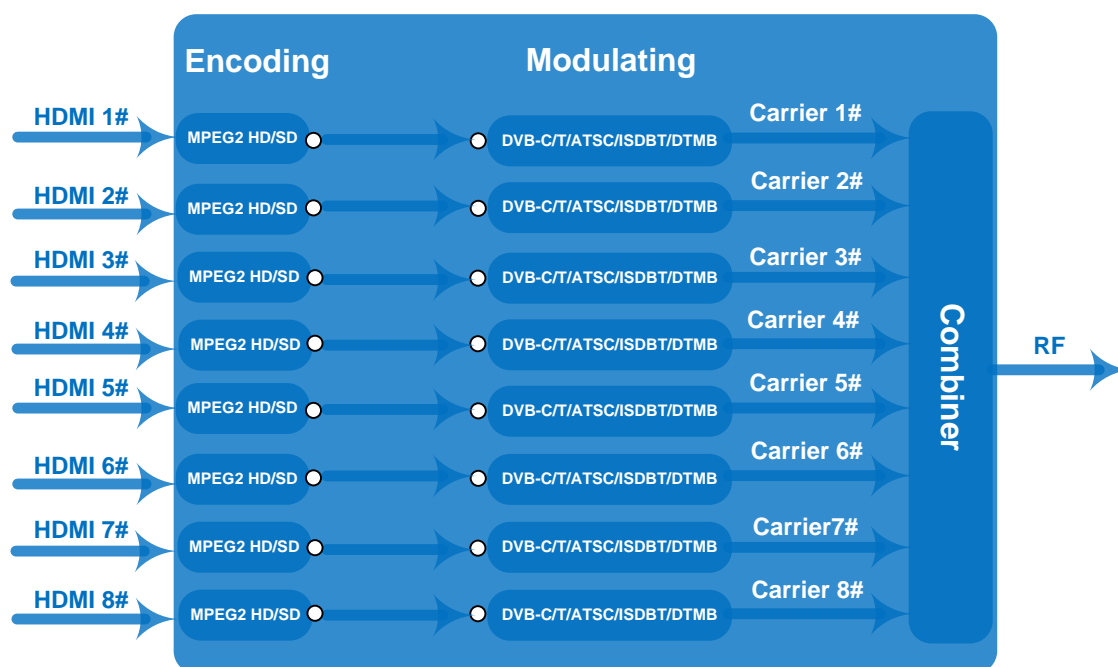 Encoding
Modulating
HDMI 1#
MPEG2 HD/SD
DVB-C/T/ATSC/ISDBT/DTMB
Carrier 1#
HDMI 2#
MPEG2 HD/SD
DVB-C/T/ATSC/ISDBT/DTMB
Carrier 2#
HDMI 3#
MPEG2 HD/SD
DVB-C/T/ATSC/ISDBT/DTMB
Carrier 3#
HDMI 4#
MPEG2 HD/SD
DVB-C/T/ATSC/ISDBT/DTMB
Carrier 4#
HDMI 5#
MPEG2 HD/SD
DVB-C/T/ATSC/ISDBT/DTMB
Carrier 5#
HDMI 6#
MPEG2 HD/SD
DVB-C/T/ATSC/ISDBT/DTMB
Carrier 6#
HDMI 7#
MPEG2 HD/SD
DVB-C/T/ATSC/ISDBT/DTMB
Carrier7#
HDMI 8#
MPEG2 HD/SD
DVB-C/T/ATSC/ISDBT/DTMB
Carrier 8#
Combiner
RF